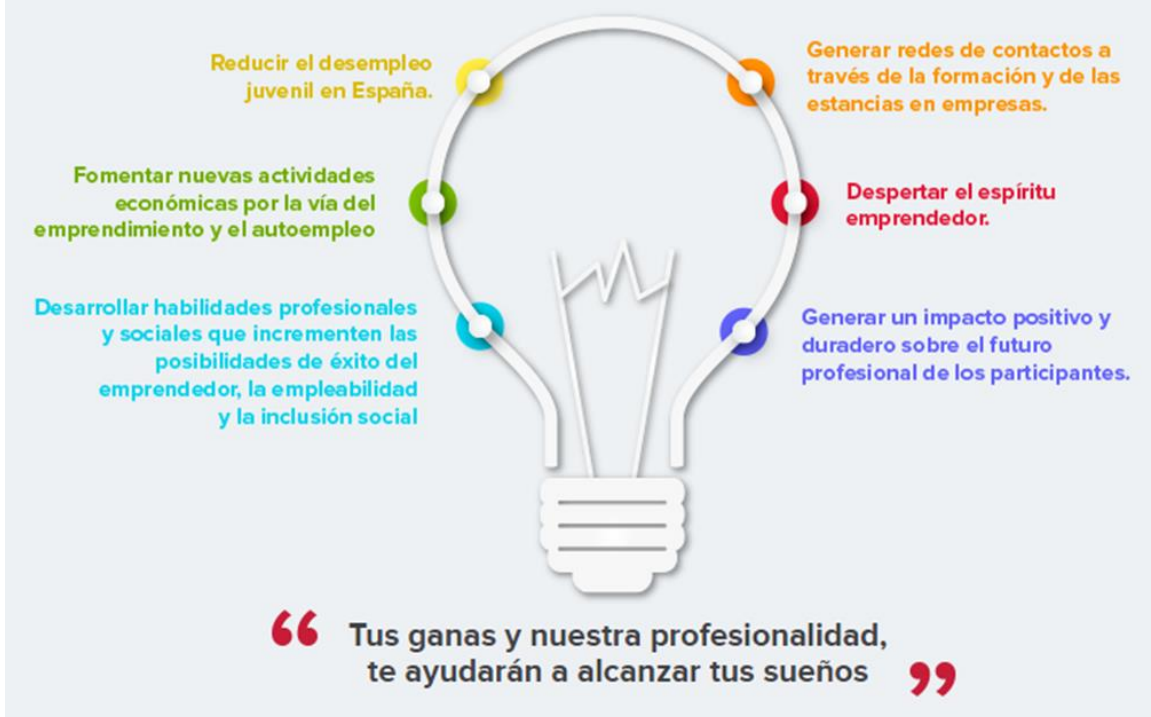 Reducir el desempleo
juvenil en España.
Fomentar nuevas actividades
económicas por la vía del
emprendimiento y el autoempleo
Desarrollar habilidades profesionales
y sociales que incrementen las
posibilidades de éxito del
emprendedor, la empleabilidad
y la inclusión social
Generar redes de contactos a
través de la formación y de las
estancias en empresas.
Despertar el espíritu
emprendedor.
Generar un impacto positivo y
duradero sobre el futuro
profesional de los participantes.
“ Tus ganas y nuestra profesionalidad,
te ayudarán a alcanzar tus sueños ”